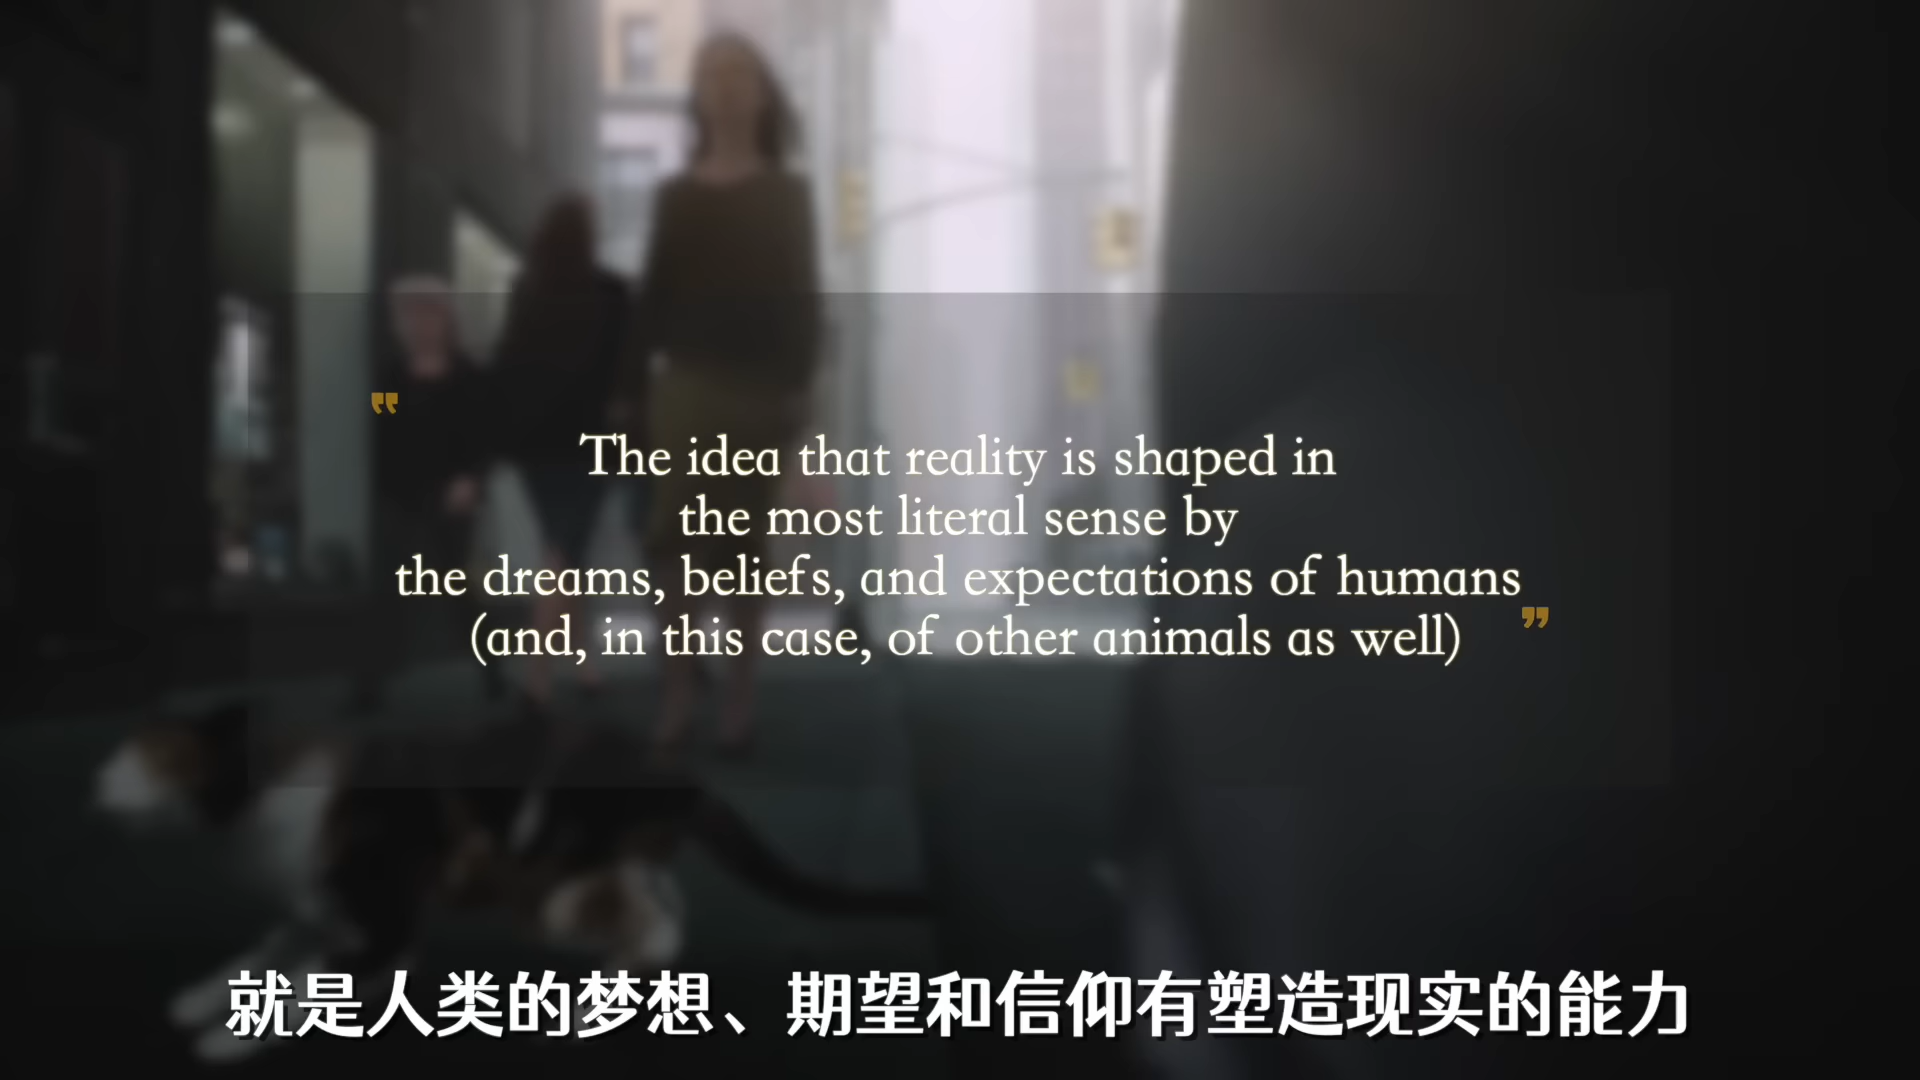 ”
The idea that reality is shaped in
the most literal sense by
the dreams, beliefs, and expectations of humans
(and, in this case, of other animals as well) ”
就是人类的梦想、期望和信仰有塑造现实的能力